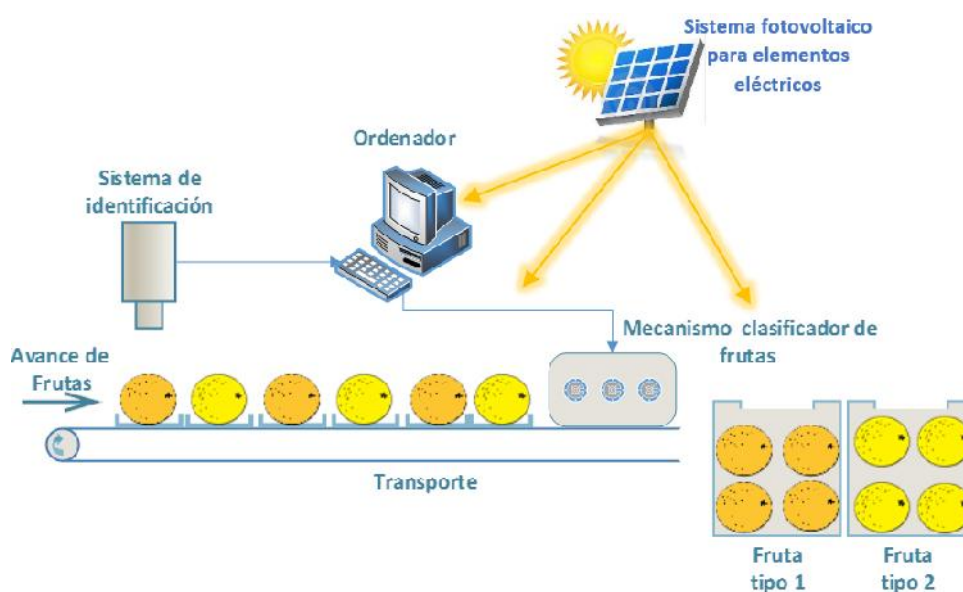 Sistema fotovoltaico
para elementos
eléctricos
Ordenador
Sistema de
identificación
Mecanismo clasificador de
frutas
Avance de
Frutas
Transporte
Fruta
tipo 1
Fruta
tipo 2